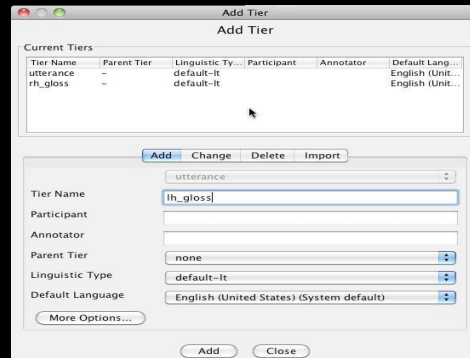 Add Tier
Add Tier
Current Tiers
Tier Name Parent Tier Linguistic Ty... Participant Annotator Default Lang...
utterance – default-lt English (Unit...
rh_gloss – default-lt English (Unit...
Add Change Delete Import
utterance
Tier Name lh_gloss
Participant
Annotator
Parent Tier none
Linguistic Type default-lt
Default Language English (United States) (System default)
More Options...
Add Close